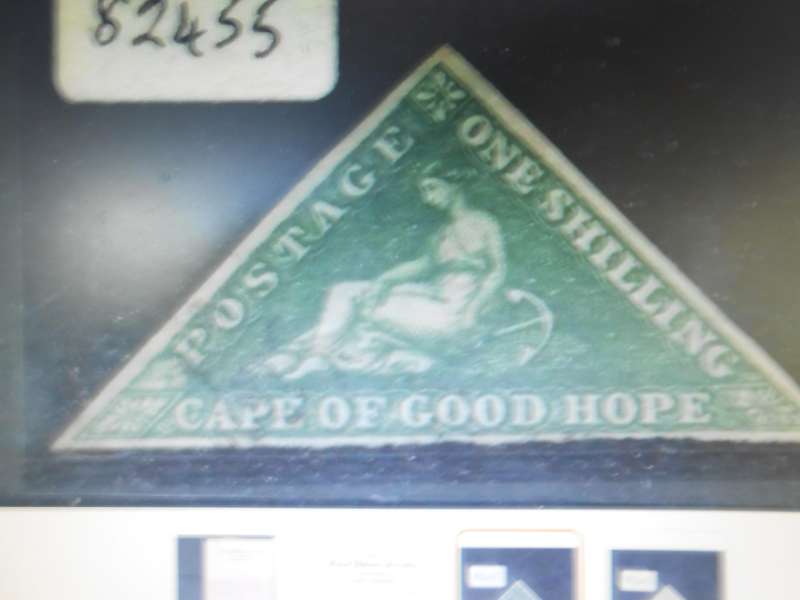 82455
POSTAGE
ONE SHILLING
CAPE OF GOOD HOPE